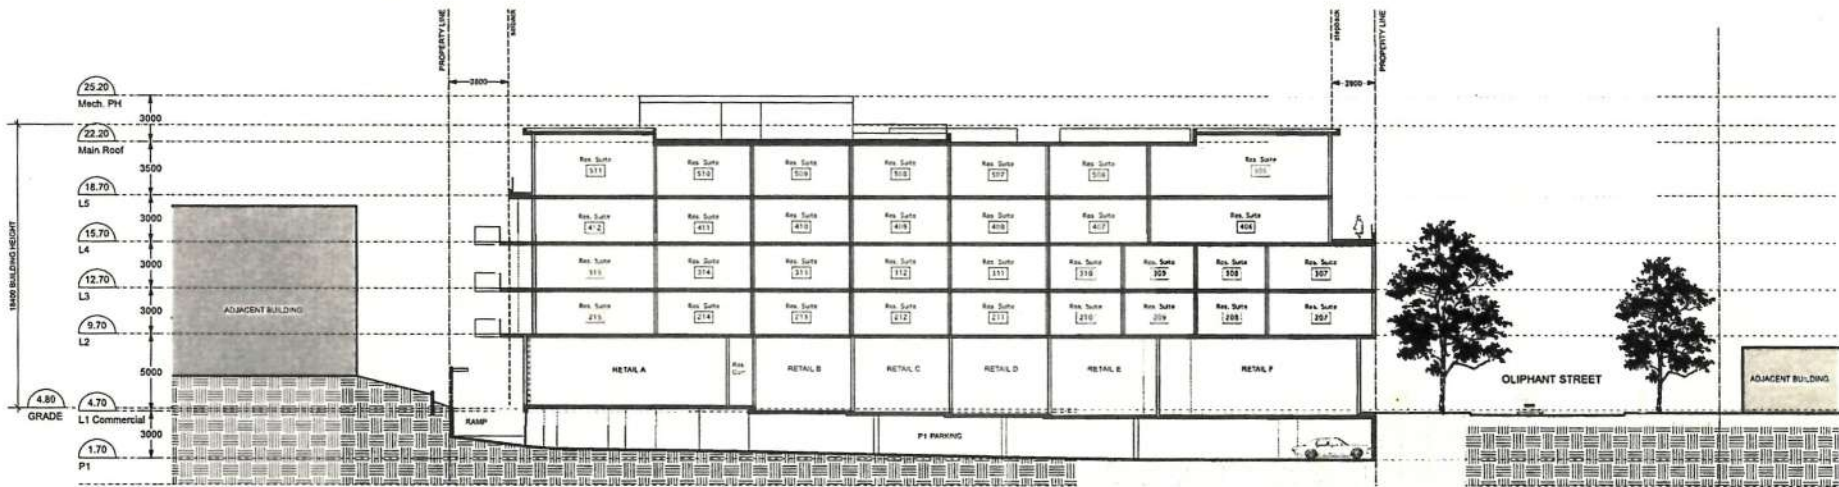 PROPERTY LINE
setback
stepback
PROPERTY LINE
2800
2800
25.20
Mech. PH
3000
22.20
Main Roof
3500
18.70
L5
3000
15.70
L4
3000
12.70
L3
3000
9.70
L2
5000
4.80
GRADE
4.70
L1 Commercial
3000
1.70
P1
18400 BUILDING HEIGHT
Res. Suite 511
Res. Suite 510
Res. Suite 509
Res. Suite 508
Res. Suite 507
Res. Suite 506
Res. Suite
Res. Suite 412
Res. Suite 411
Res. Suite 410
Res. Suite 409
Res. Suite 408
Res. Suite 407
Res. Suite 406
Res. Suite
Res. Suite 314
Res. Suite 313
Res. Suite 312
Res. Suite 311
Res. Suite 310
Res. Suite 309
Res. Suite 308
Res. Suite 307
Res. Suite 215
Res. Suite 214
Res. Suite 213
Res. Suite 212
Res. Suite 211
Res. Suite 210
Res. Suite 209
Res. Suite 208
Res. Suite 207
ADJACENT BUILDING
RETAIL A
Res.
RETAIL B
RETAIL C
RETAIL D
RETAIL E
RETAIL F
OLIPHANT STREET
ADJACENT BUILDING
RAMP
P1 PARKING